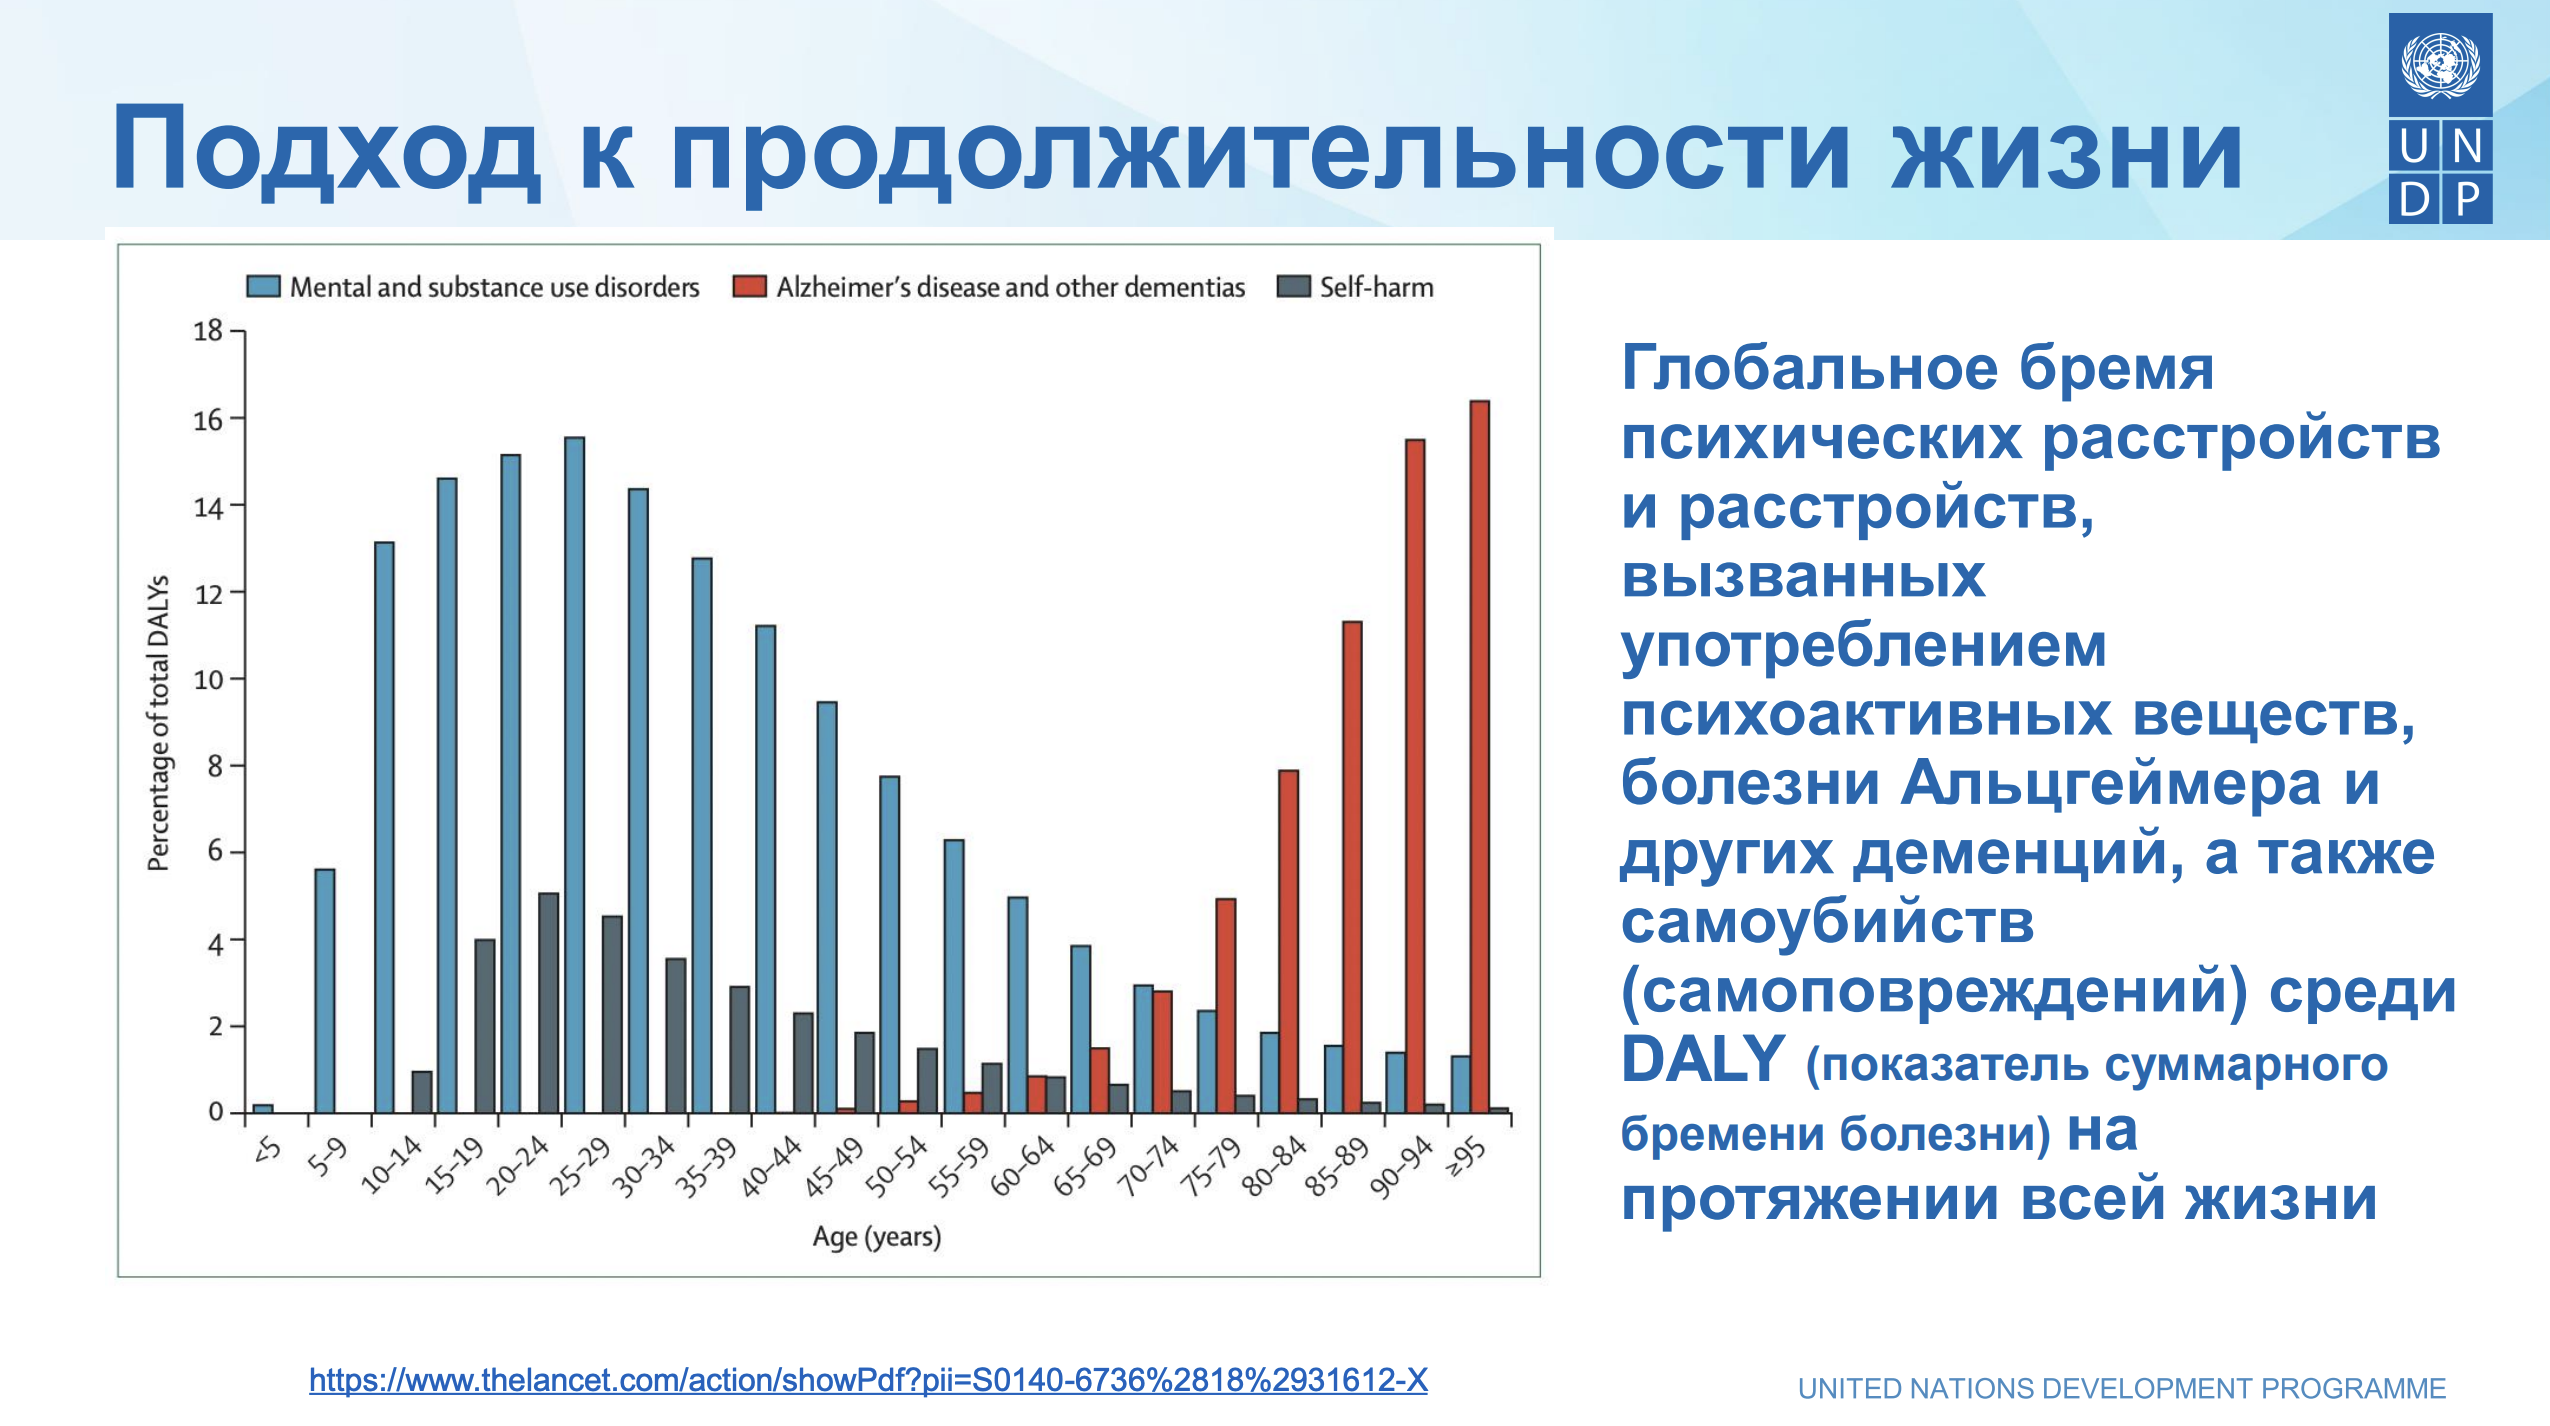 Подход к продолжительности жизни
UN
DP
Mental and substance use disorders Alzheimer's disease and other dementias Self-harm
Percentage of total DALYs
18
16
14
12
10
8
6
4
2
0
<5 5–9 10–14 15–19 20–24 25–29 30–34 35–39 40–44 45–49 50–54 55–59 60–64 65–69 70–74 75–79 80–84 85–89 90–94 ≥95
Age (years)
Глобальное бремя
психических расстройств
и расстройств,
вызванных
употреблением
психоактивных веществ,
болезни Альцгеймера и
других деменций, а также
самоубийств
(самоповреждений) среди
DALY (показатель суммарного
бремени болезни) на
протяжении всей жизни
https://www.thelancet.com/action/showPdf?pii=S0140-6736%2818%2931612-X
UNITED NATIONS DEVELOPMENT PROGRAMME